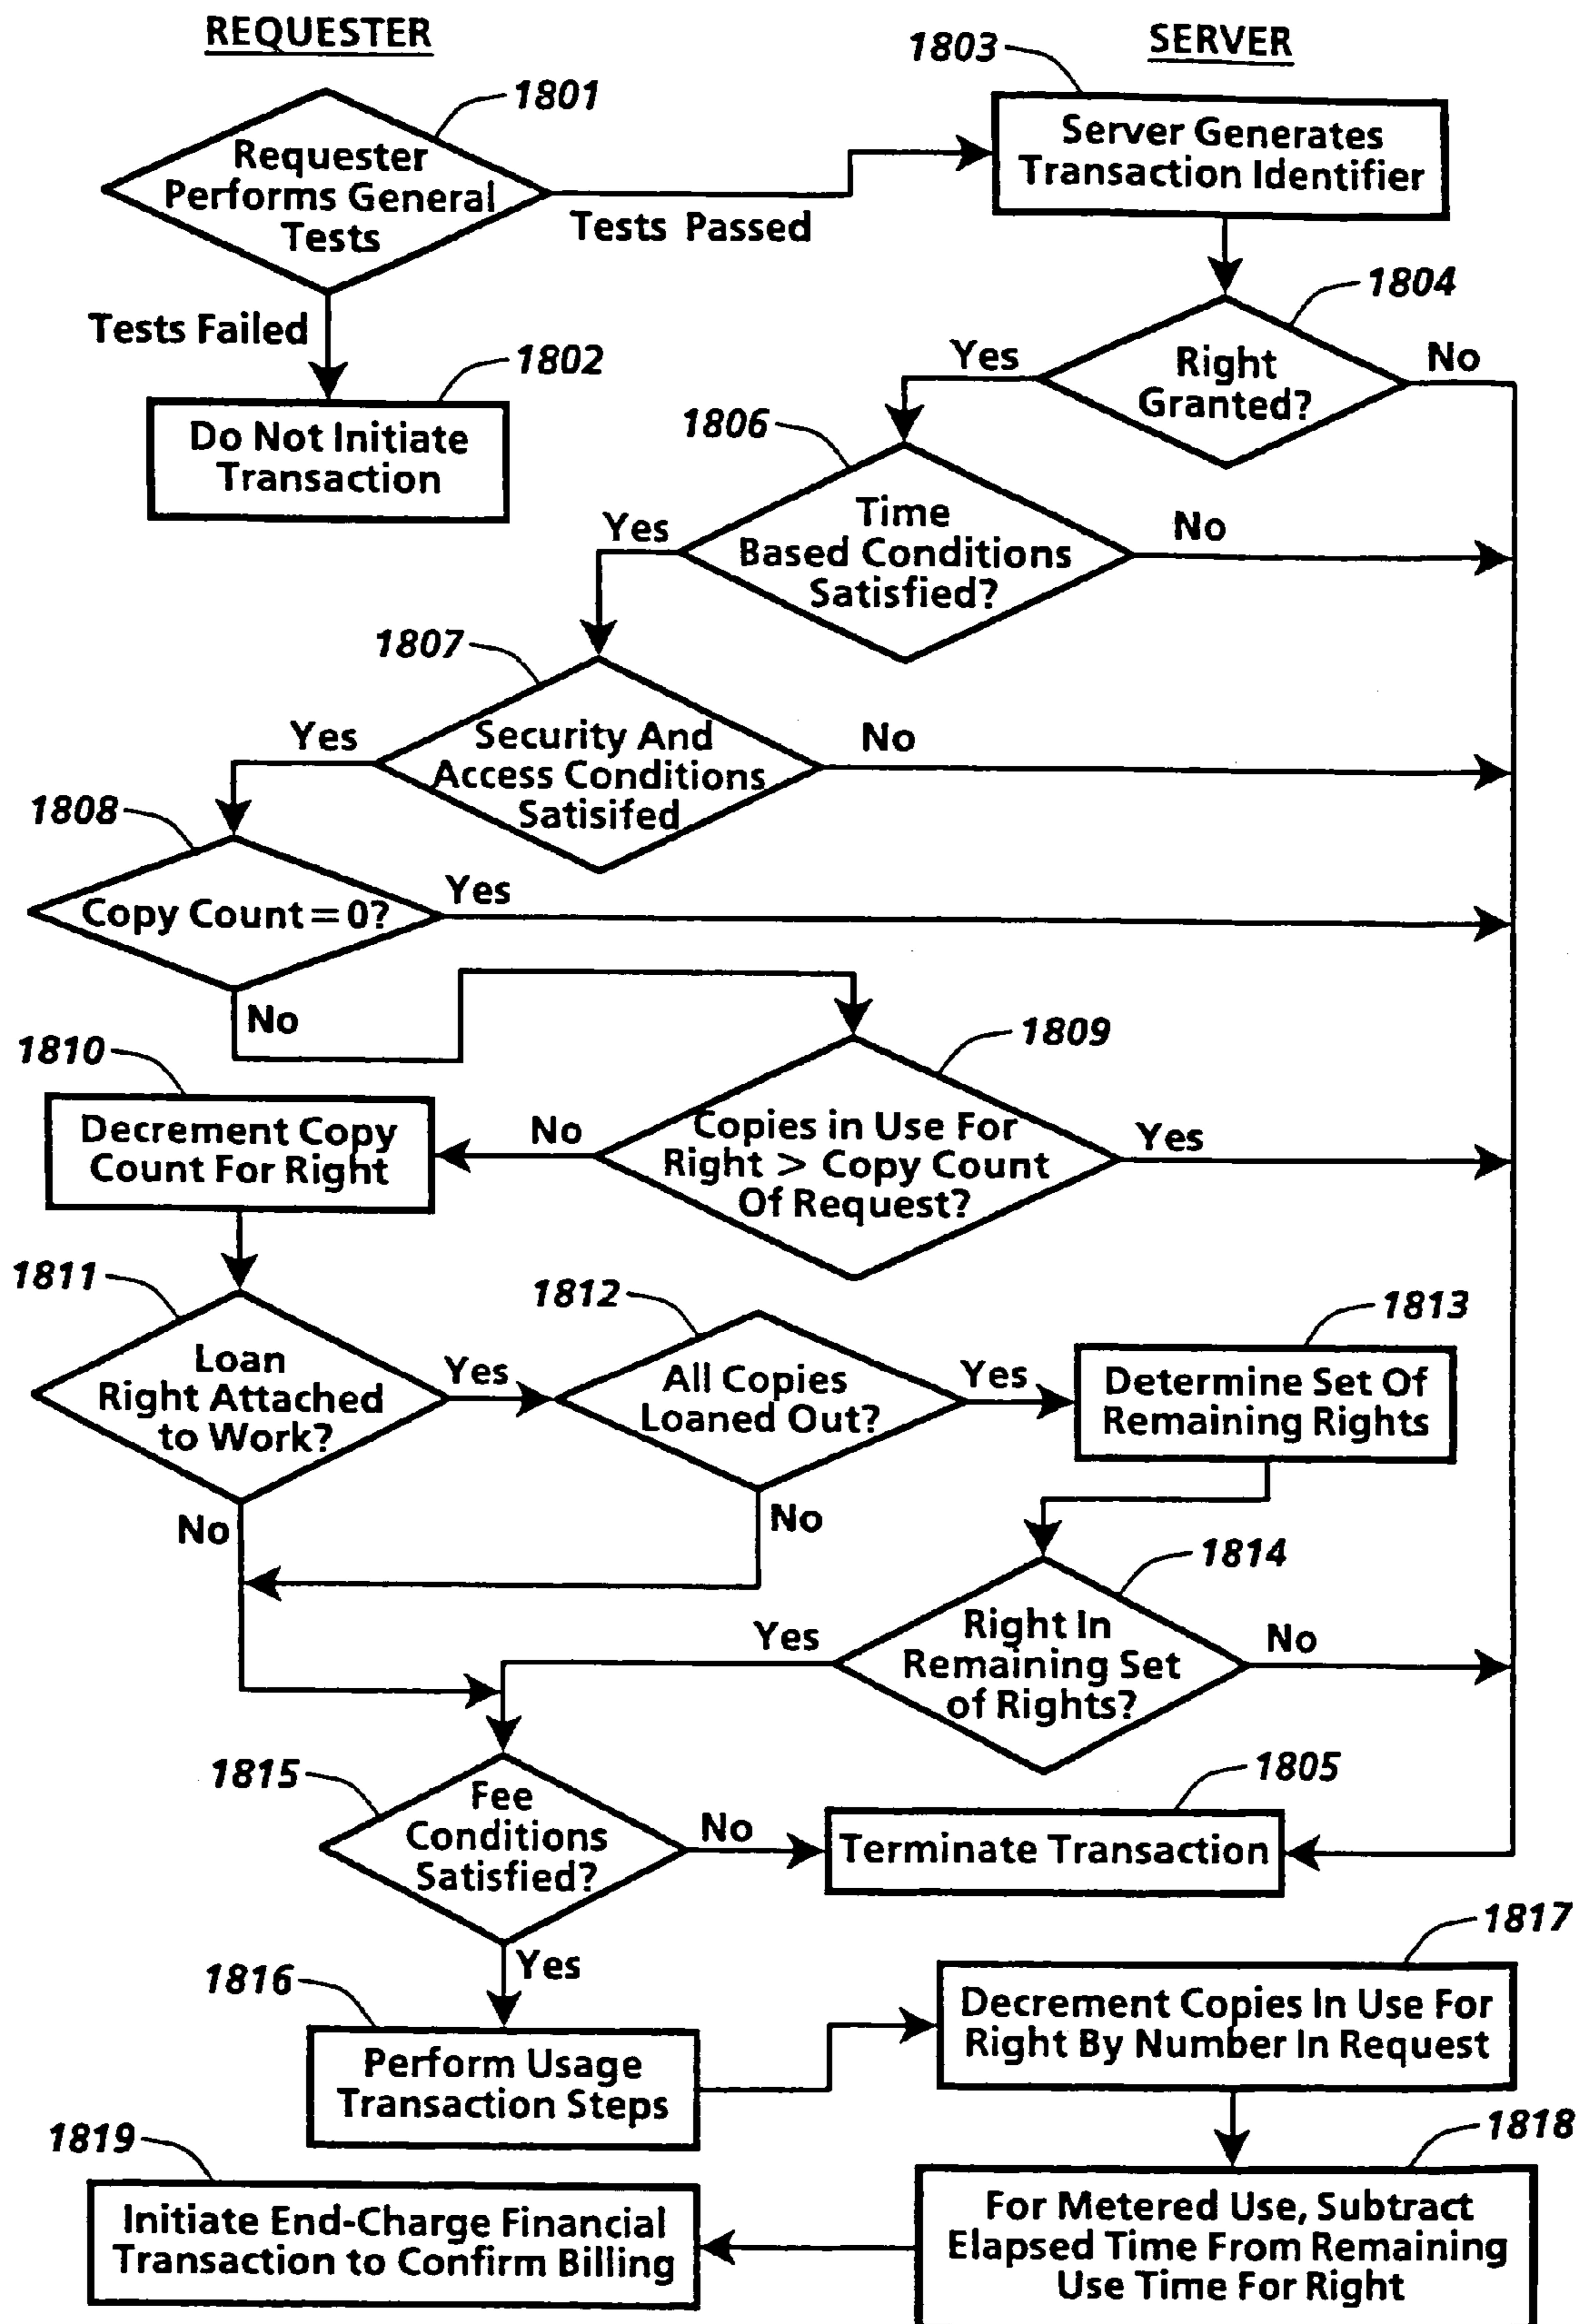 REQUESTER
SERVER
1803
1801
Requester
Performs General
Tests
Tests Passed
Server Generates
Transaction Identifier
Tests Failed
1802
Do Not Initiate
Transaction
1804
Right
Granted?
Yes
No
1806
Time
Based Conditions
Satisfied?
Yes
No
1807
Security And
Access Conditions
Satisifed
Yes
No
1808
Copy Count = 0?
Yes
No
1809
Copies in Use For
Right > Copy Count
Of Request?
No
Yes
1810
Decrement Copy
Count For Right
1811
Loan
Right Attached
to Work?
Yes
No
1812
All Copies
Loaned Out?
Yes
No
1813
Determine Set Of
Remaining Rights
1814
Right In
Remaining Set
of Rights?
Yes
No
1815
Fee
Conditions
Satisfied?
No
Yes
1805
Terminate Transaction
1816
Perform Usage
Transaction Steps
1817
Decrement Copies In Use For
Right By Number In Request
1818
For Metered Use, Subtract
Elapsed Time From Remaining
Use Time For Right
1819
Initiate End-Charge Financial
Transaction to Confirm Billing